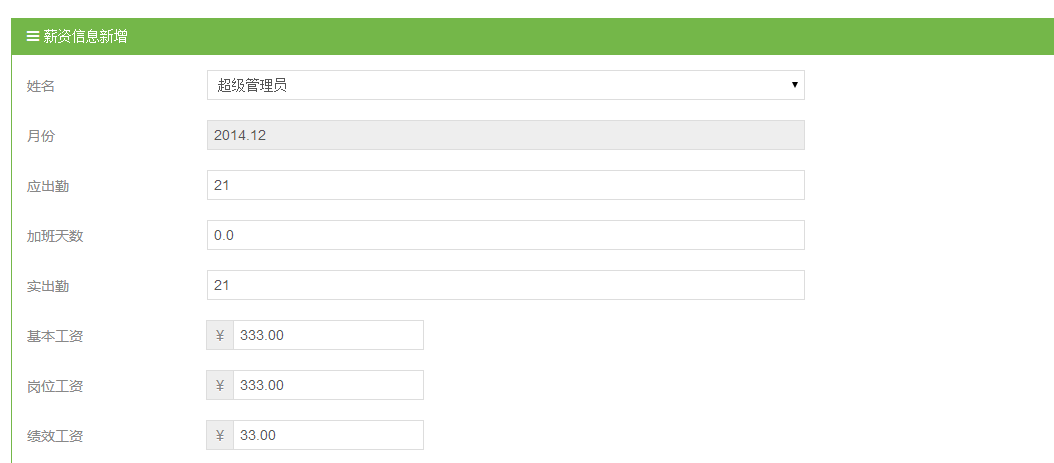 薪资信息新增
姓名 超级管理员
月份 2014.12
应出勤 21
加班天数 0.0
实出勤 21
基本工资 ¥ 333.00
岗位工资 ¥ 333.00
绩效工资 ¥ 33.00